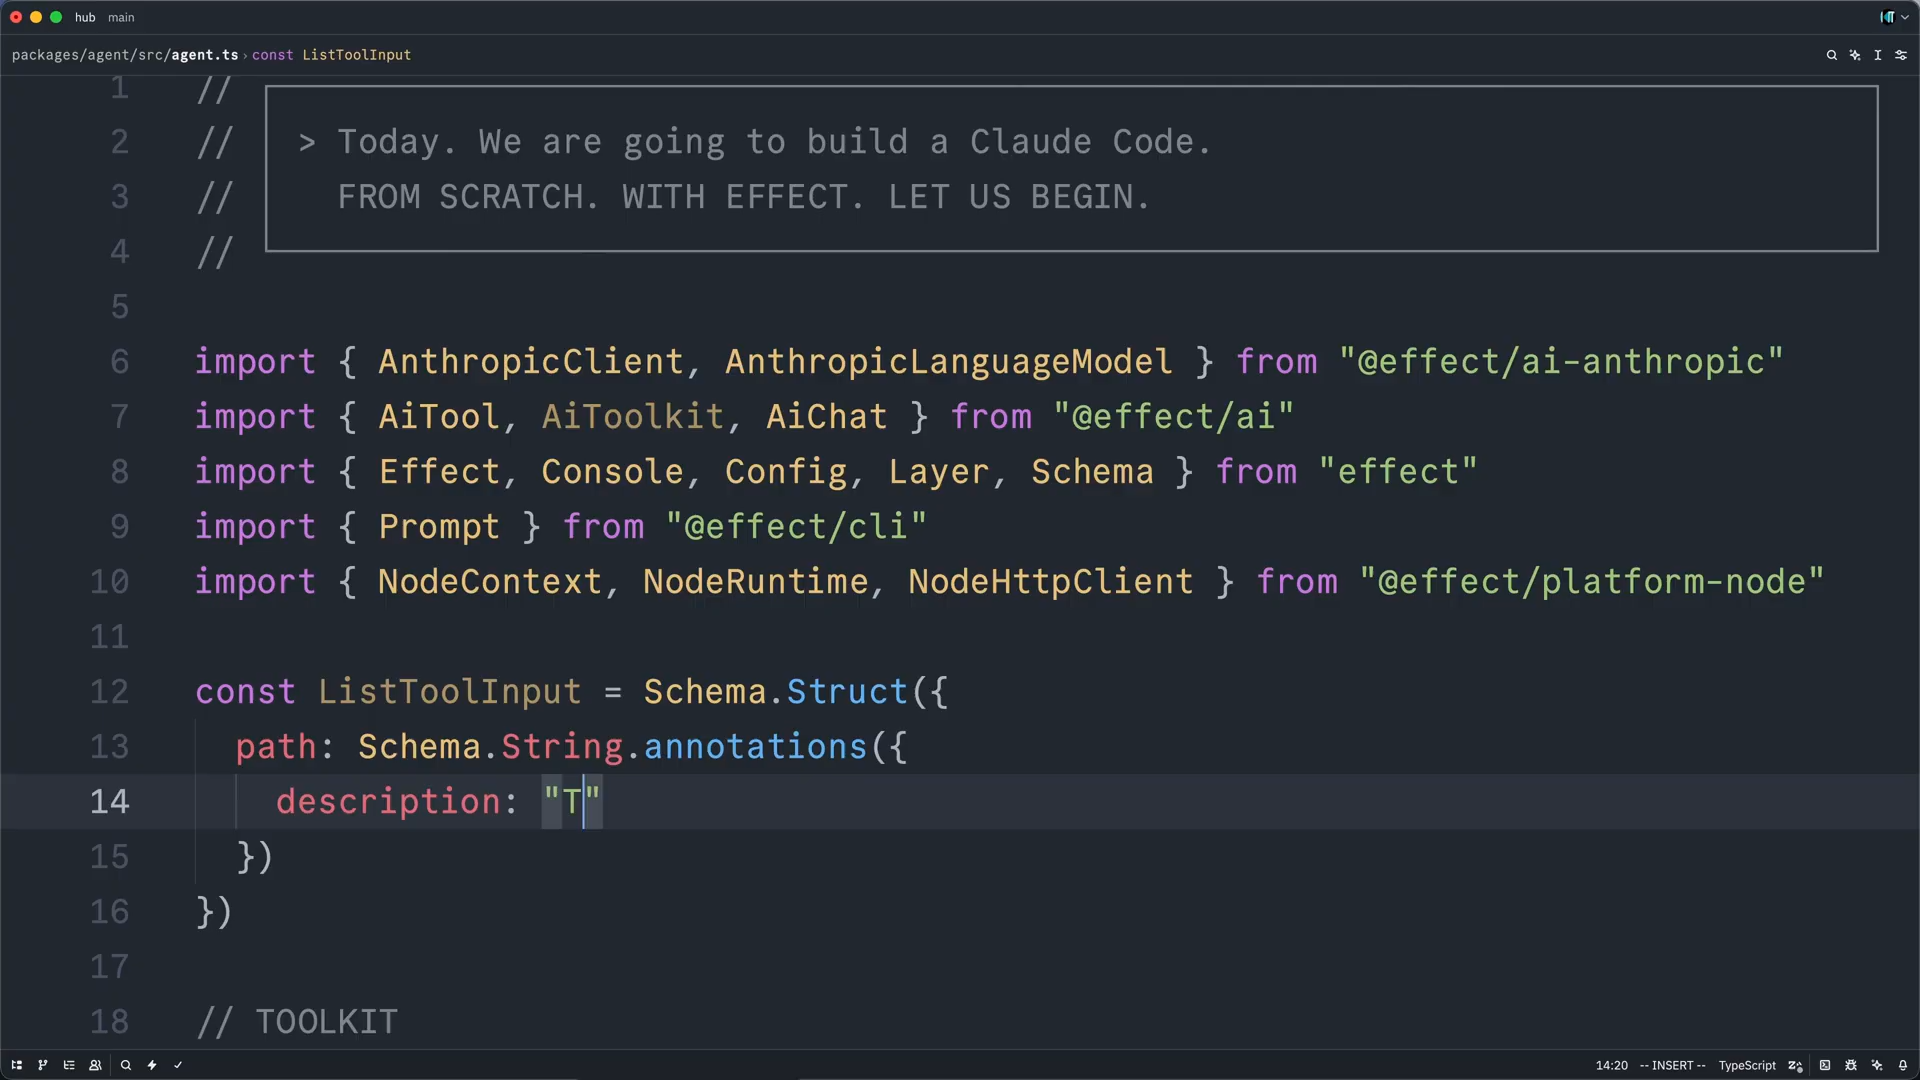 hub main
packages/agent/src/agent.ts › const ListToolInput
1 //
2 // > Today. We are going to build a Claude Code.
3 // FROM SCRATCH. WITH EFFECT. LET US BEGIN.
4 //
5
6 import { AnthropicClient, AnthropicLanguageModel } from "@effect/ai-anthropic"
7 import { AiTool, AiToolkit, AiChat } from "@effect/ai"
8 import { Effect, Console, Config, Layer, Schema } from "effect"
9 import { Prompt } from "@effect/cli"
10 import { NodeContext, NodeRuntime, NodeHttpClient } from "@effect/platform-node"
11
12 const ListToolInput = Schema.Struct({
13 path: Schema.String.annotations({
14 description: "T"
15 })
16 })
17
18 // TOOLKIT
14:20 -- INSERT -- TypeScript